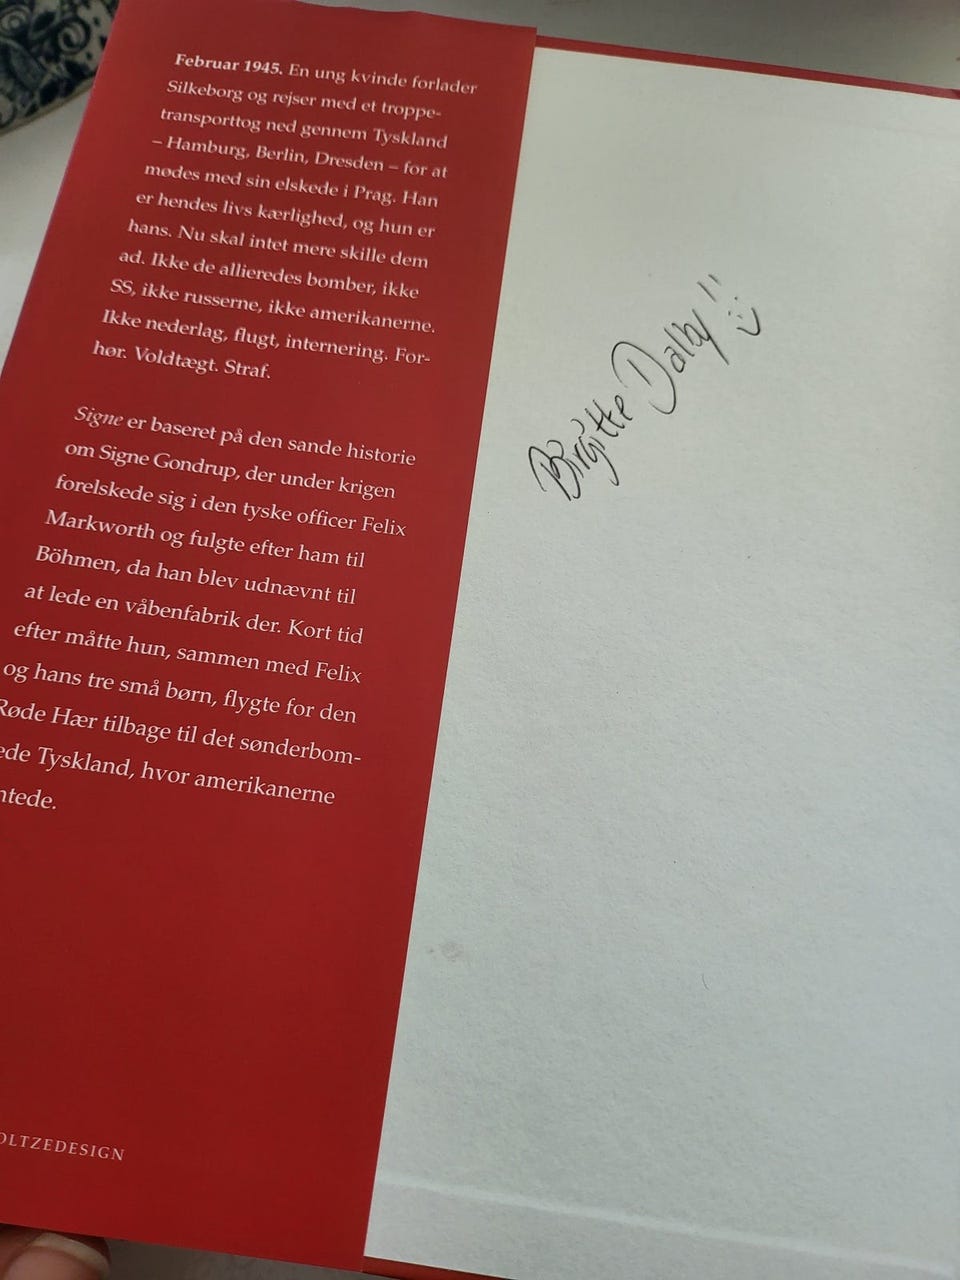 Februar 1945. En ung kvinde forlader
Silkeborg og rejser med et troppe-
transporttog ned gennem Tyskland
– Hamburg, Berlin, Dresden – for at
mødes med sin elskede i Prag. Han
er hendes livs kærlighed, og hun er
hans. Nu skal intet mere skille dem
ad. Ikke de allieredes bomber, ikke
SS, ikke russerne, ikke amerikanerne.
Ikke nederlag, flugt, internering. For-
hør. Voldtægt. Straf.
Signe er baseret på den sande historie
om Signe Gondrup, der under krigen
forelskede sig i den tyske officer Felix
Markworth og fulgte efter ham til
Böhmen, da han blev udnævnt til
at lede en våbenfabrik der. Kort tid
efter måtte hun, sammen med Felix
og hans tre små børn, flygte for den
Røde Hær tilbage til det sønderbom-
ede Tyskland, hvor amerikanerne
ntede.
OLTZEDESIGN
Birgitte Dalby!